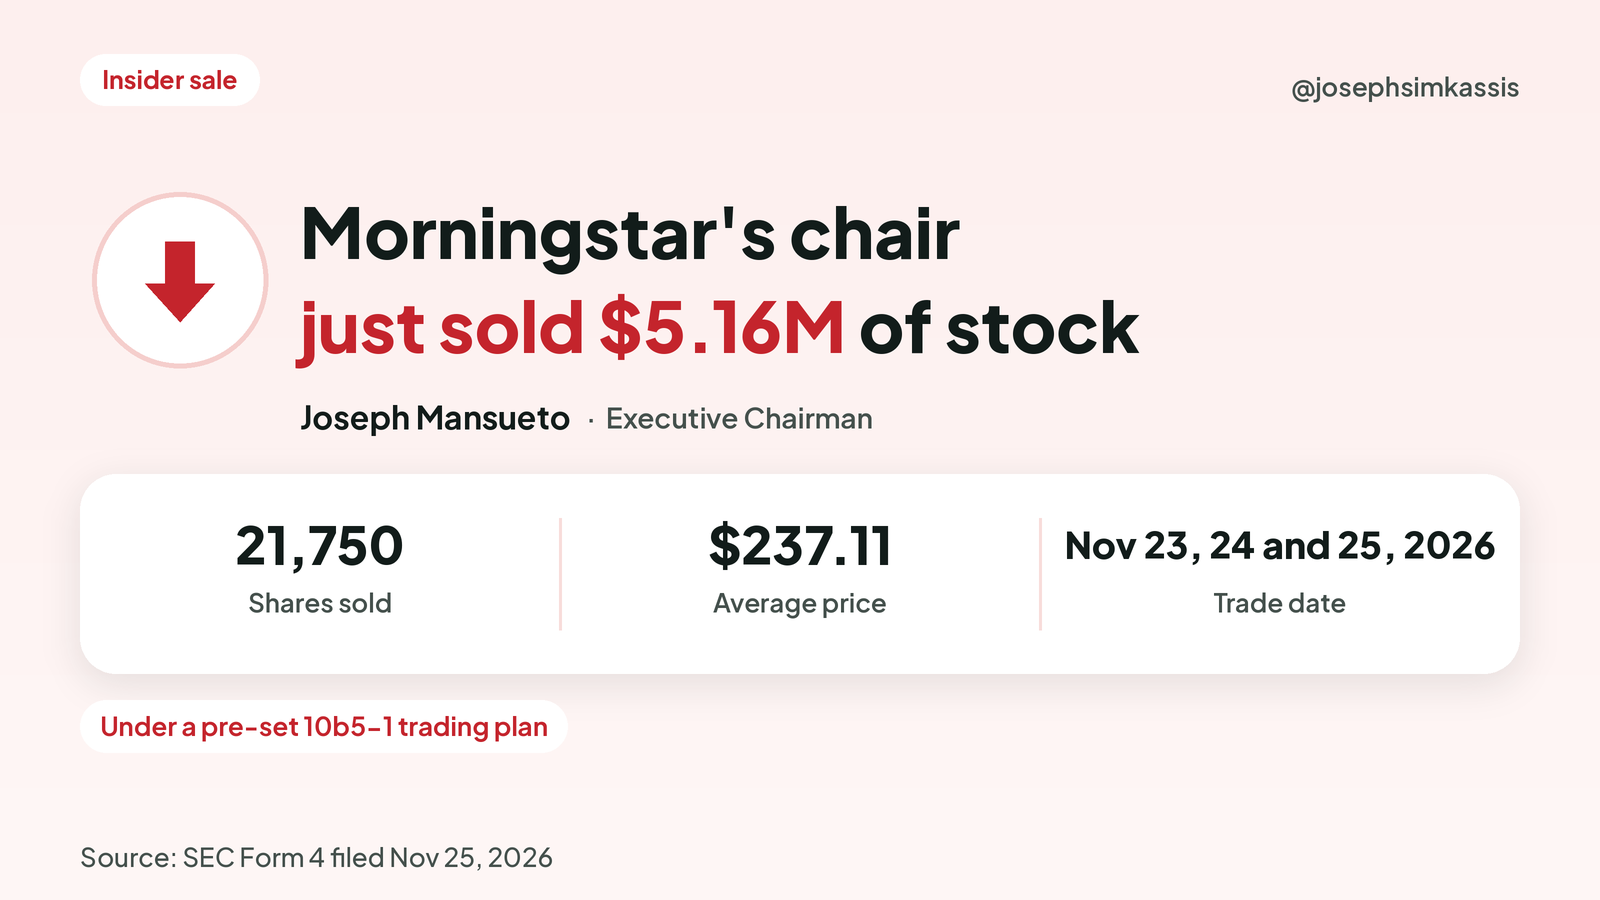 Insider sale
@josephsimkassis
Morningstar's chair
just sold $5.16M of stock
Joseph Mansueto · Executive Chairman
21,750
Shares sold
$237.11
Average price
Nov 23, 24 and 25, 2026
Trade date
Under a pre-set 10b5-1 trading plan
Source: SEC Form 4 filed Nov 25, 2026